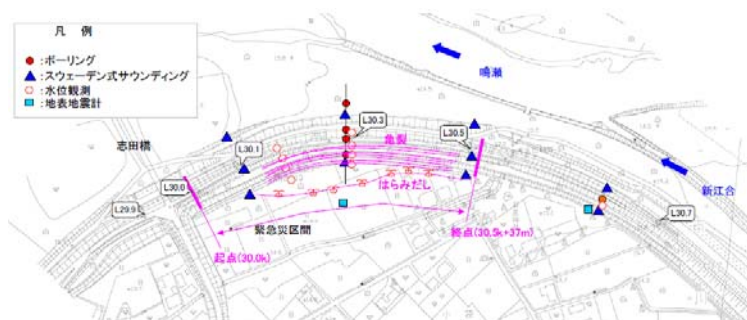 凡 例
:ボーリング
:スウェーデン式サウンディング
:水位観測
:地表地震計
鳴瀬
新江合
志田橋
L30.3
L30.5
L30.1
亀裂
L30.0
はらみだし
L29.9
L30.7
緊急災区間
終点(30.5k+37m)
起点(30.0k)